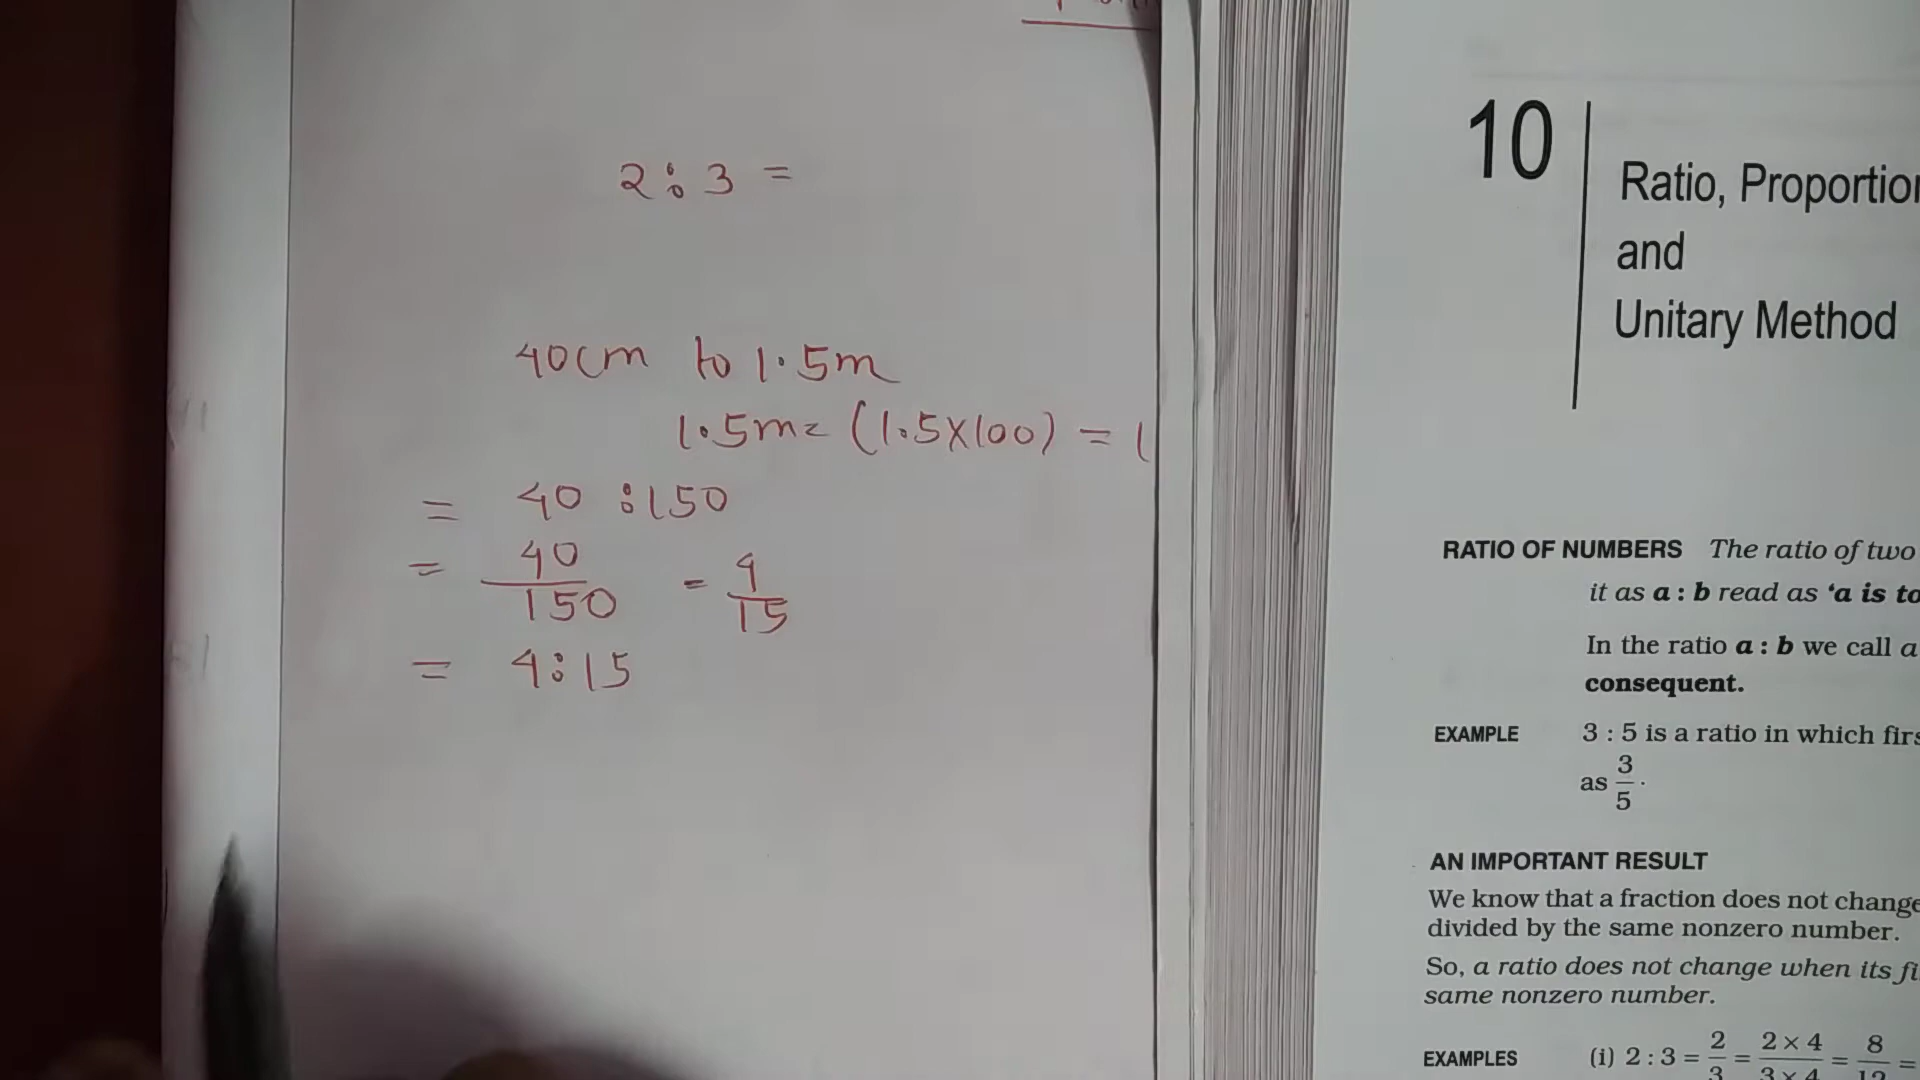 2 : 3 =
40cm to 1.5m
1.5m = (1.5×100) = 1
= 40 : 150
= 40/150 = 4/15
= 4 : 15
10
Ratio, Proportion
and
Unitary Method
RATIO OF NUMBERS The ratio of two
it as a : b read as 'a is to
In the ratio a : b we call a
consequent.
EXAMPLE 3 : 5 is a ratio in which firs
as 3/5.
AN IMPORTANT RESULT
We know that a fraction does not change
divided by the same nonzero number.
So, a ratio does not change when its fi
same nonzero number.
EXAMPLES (i) 2 : 3 = 2/3 = 2 × 4/3 × 4 = 8/12 =